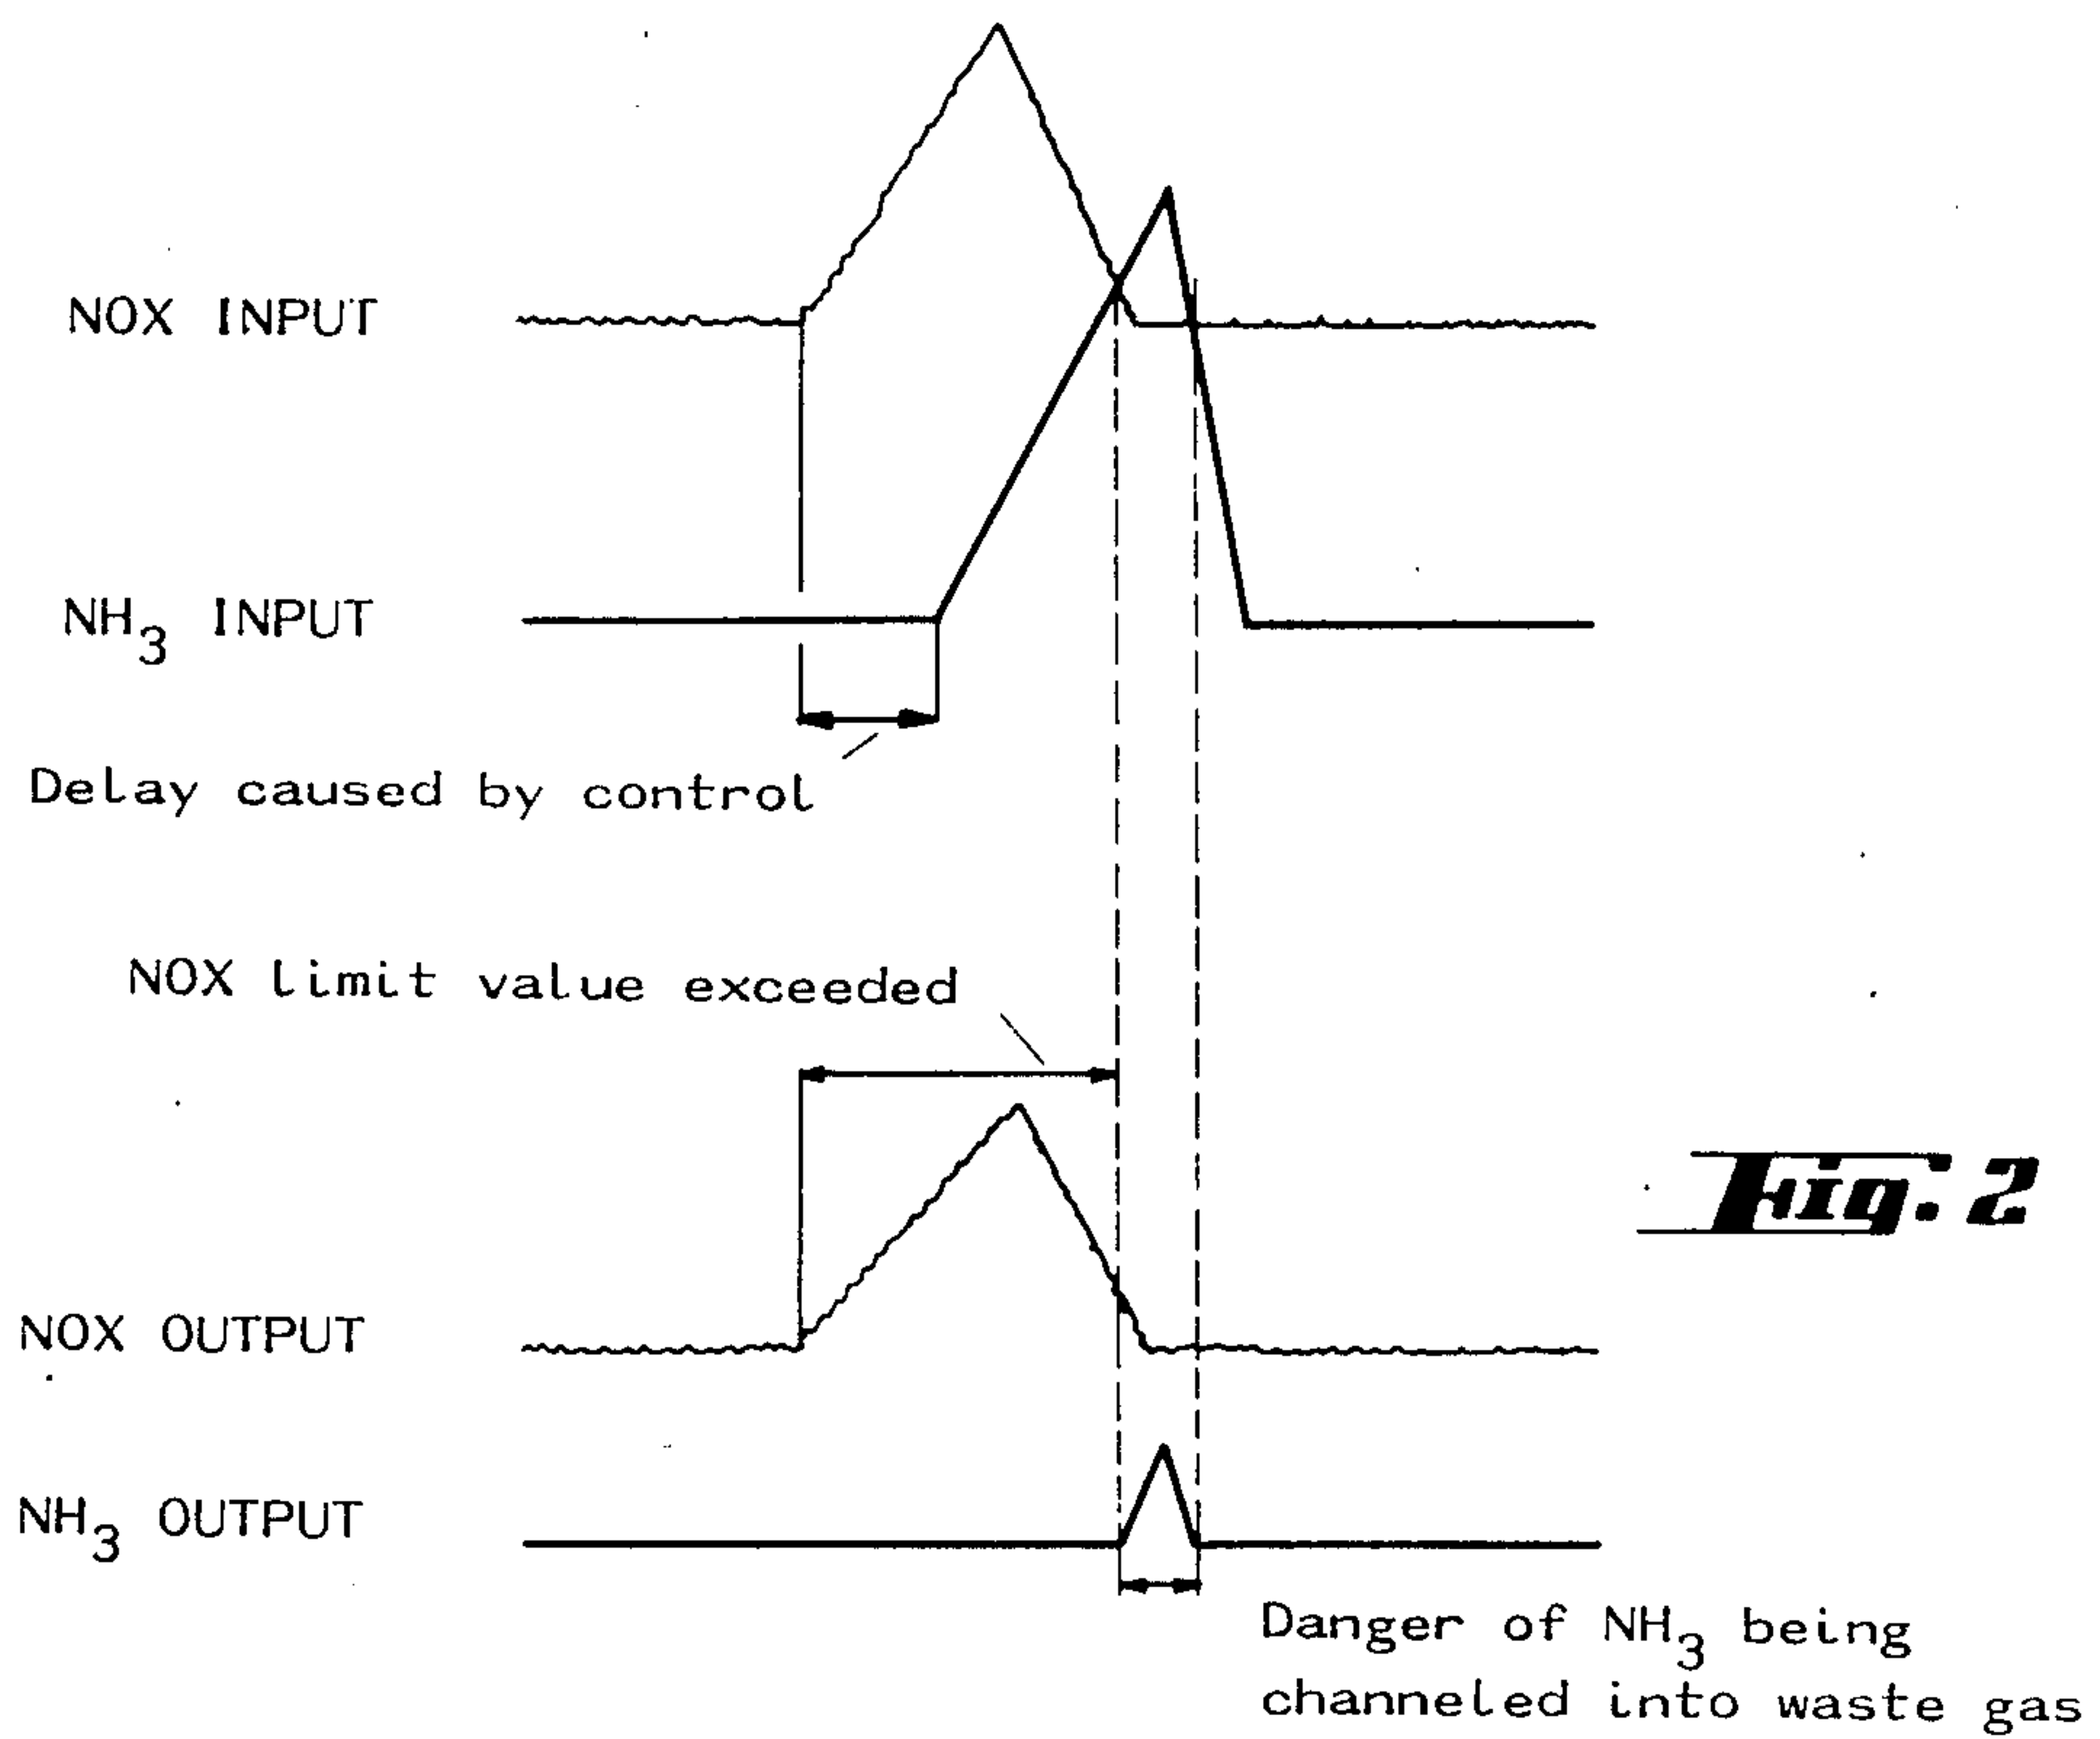 NOX INPUT
NH₃ INPUT
Delay caused by control
NOX limit value exceeded
Fig. 2
NOX OUTPUT
NH₃ OUTPUT
Danger of NH₃ being
channeled into waste gas